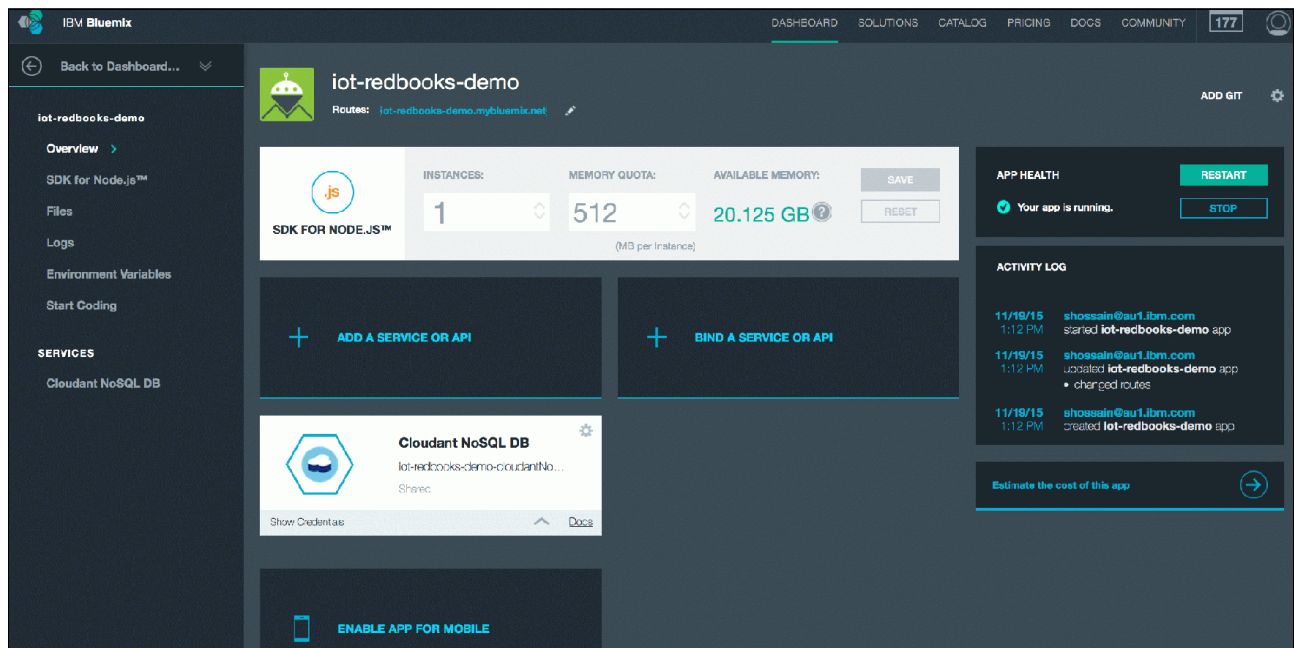 IBM Bluemix
DASHBOARD SOLUTIONS CATALOG PRICING DOCS COMMUNITY 177
Back to Dashboard...
iot-redbooks-demo
Overview >
SDK for Node.js™
Files
Logs
Environment Variables
Start Coding
SERVICES
Cloudant NoSQL DB
iot-redbooks-demo
Routes: iot-redbooks-demo.mybluemix.net
ADD GIT
.js
SDK FOR NODE.JS™
INSTANCES:
1
MEMORY QUOTA:
512
(MB per Instance)
AVAILABLE MEMORY:
20.125 GB ?
SAVE
RESET
+ ADD A SERVICE OR API
+ BIND A SERVICE OR API
Cloudant NoSQL DB
iot-redbooks-demo-cloudantNo...
Shared
Show Credentials
Docs
ENABLE APP FOR MOBILE
APP HEALTH
RESTART
Your app is running.
STOP
ACTIVITY LOG
11/19/15 shossain@au1.ibm.com
1:12 PM started iot-redbooks-demo app
11/19/15 shossain@au1.ibm.com
1:12 PM updated iot-redbooks-demo app
• changed routes
11/19/15 shossain@au1.ibm.com
1:12 PM created iot-redbooks-demo app
Estimate the cost of this app